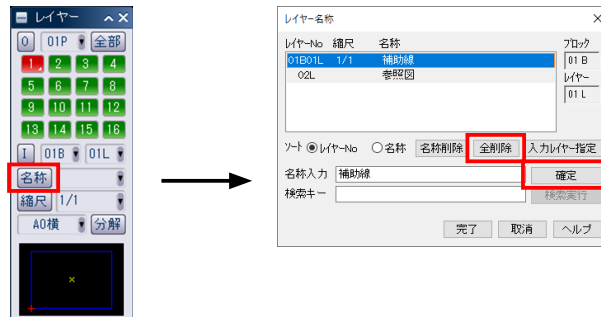 レイヤー
0 01P 全部
1 2 3 4
5 6 7 8
9 10 11 12
13 14 15 16
I 01B 01L
名称
縮尺 1/1
A0横 分解
レイヤー名称
レイヤーNo 縮尺 名称
01B01L 1/1 補助線
02L 参照図
ブロック
01 B
レイヤー
01 L
ソート レイヤーNo 名称 名称削除 全削除 入力レイヤー指定
名称入力 補助線 確定
検索キー 検索実行
完了 取消 ヘルプ